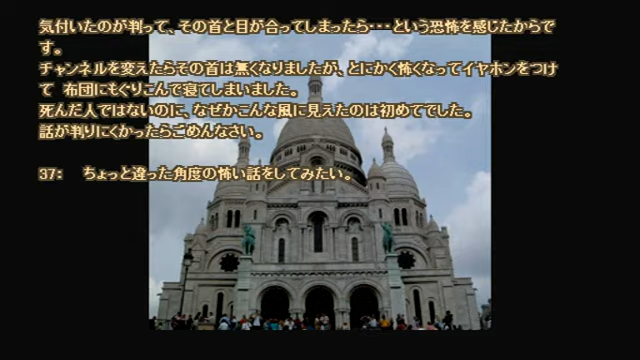 気付いたのが判って、その首と目が合ってしまったら・・・という恐怖を感じたからで
す。
チャンネルを変えたらその首は無くなりましたが、とにかく怖くなってイヤホンをつけ
て　布団にもぐりこんで寝てしまいました。
死んだ人ではないのに、なぜかこんな風に見えたのは初めてでした。
話が判りにくかったらごめんなさい。
37：　ちょっと違った角度の怖い話をしてみたい。